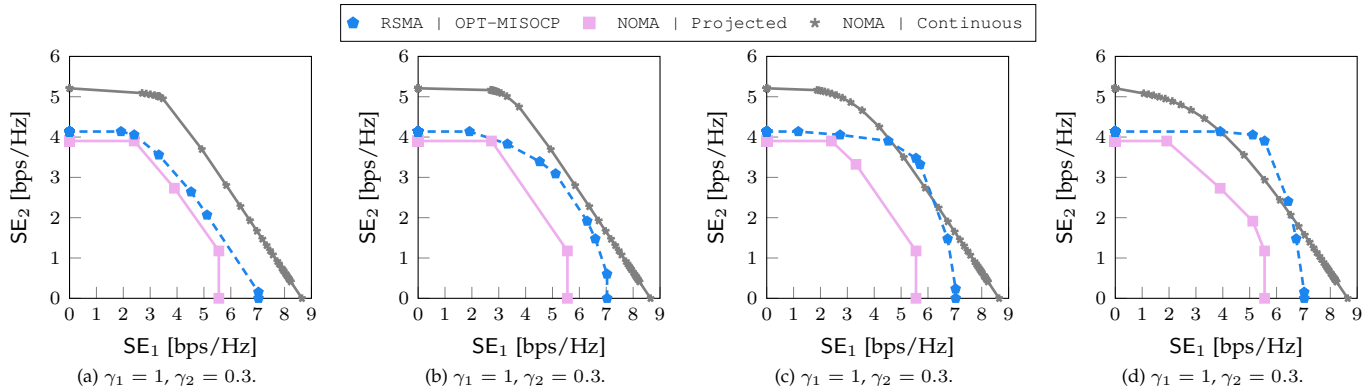 RSMA | OPT-MISOCP NOMA | Projected NOMA | Continuous
6 6 6 6
5 5 5 5
4 4 4 4
3 3 3 3
2 2 2 2
1 1 1 1
0 0 0 0
SE₂ [bps/Hz] SE₂ [bps/Hz] SE₂ [bps/Hz] SE₂ [bps/Hz]
0 1 2 3 4 5 6 7 8 9 0 1 2 3 4 5 6 7 8 9 0 1 2 3 4 5 6 7 8 9 0 1 2 3 4 5 6 7 8 9
SE₁ [bps/Hz] SE₁ [bps/Hz] SE₁ [bps/Hz] SE₁ [bps/Hz]
(a) γ₁ = 1, γ₂ = 0.3. (b) γ₁ = 1, γ₂ = 0.3. (c) γ₁ = 1, γ₂ = 0.3. (d) γ₁ = 1, γ₂ = 0.3.